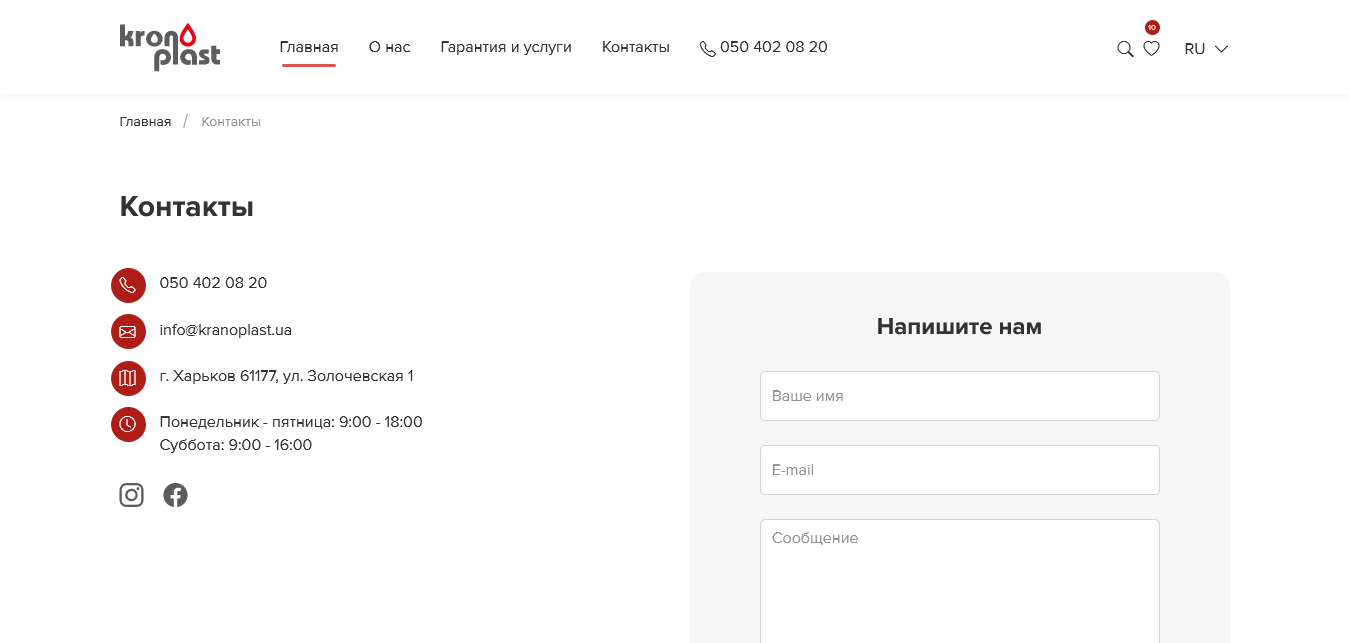 krono
plast
Главная
О нас
Гарантия и услуги
Контакты
050 402 08 20
10
RU
Главная / Контакты
Контакты
050 402 08 20
info@kranoplast.ua
г. Харьков 61177, ул. Золочевская 1
Понедельник - пятница: 9:00 - 18:00
Суббота: 9:00 - 16:00
Напишите нам
Ваше имя
E-mail
Сообщение